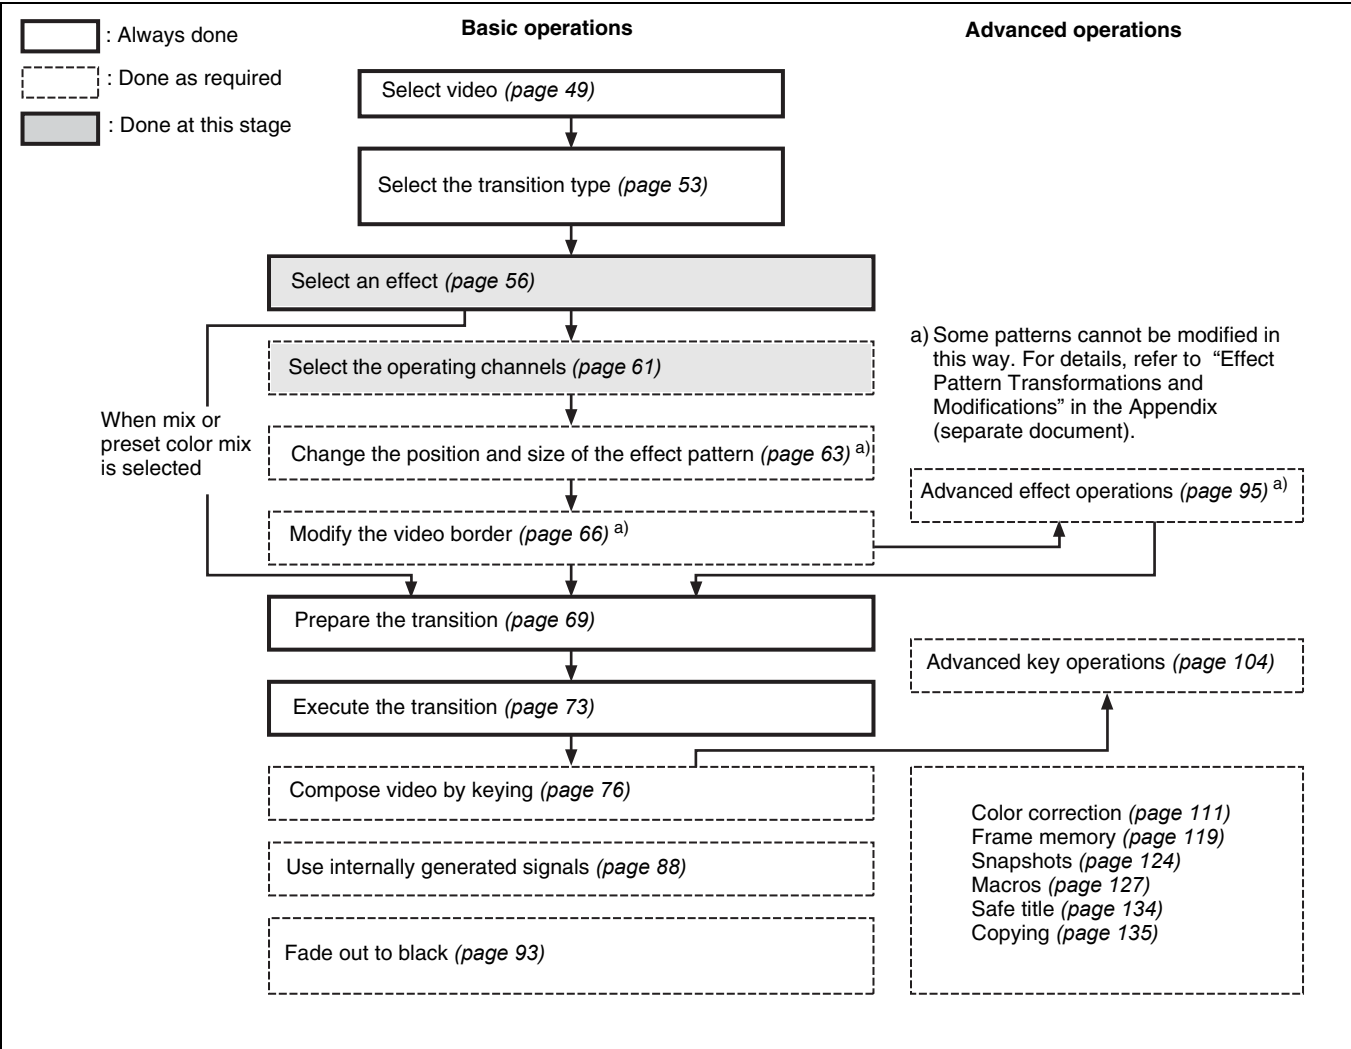 Basic operations
Advanced operations
: Always done
: Done as required
: Done at this stage
Select video (page 49)
Select the transition type (page 53)
Select an effect (page 56)
Select the operating channels (page 61)
When mix or
preset color mix
is selected
Change the position and size of the effect pattern (page 63) a)
Modify the video border (page 66) a)
a) Some patterns cannot be modified in
this way. For details, refer to “Effect
Pattern Transformations and
Modifications” in the Appendix
(separate document).
Advanced effect operations (page 95) a)
Prepare the transition (page 69)
Execute the transition (page 73)
Advanced key operations (page 104)
Compose video by keying (page 76)
Use internally generated signals (page 88)
Fade out to black (page 93)
Color correction (page 111)
Frame memory (page 119)
Snapshots (page 124)
Macros (page 127)
Safe title (page 134)
Copying (page 135)